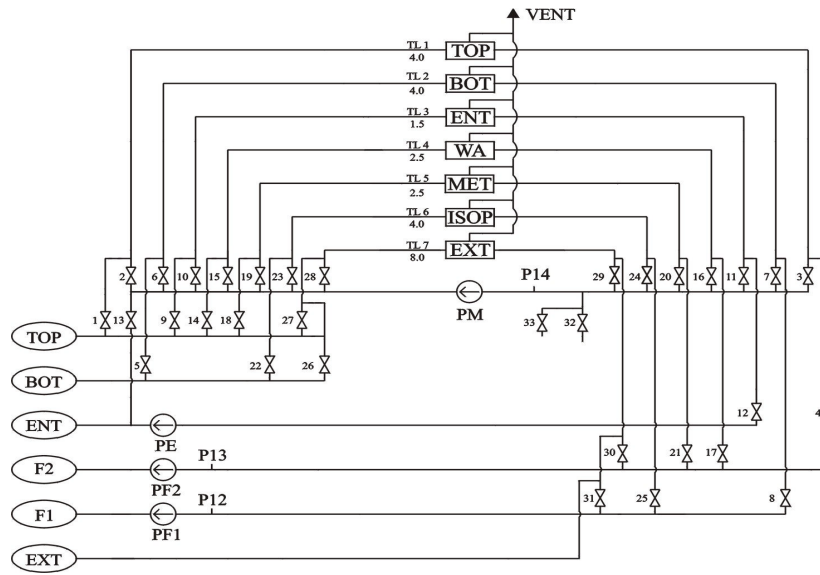 VENT
TL 1 TOP
4.0
TL 2 BOT
4.0
TL 3 ENT
1.5
TL 4 WA
2.5
TL 5 MET
2.5
TL 6 ISOP
4.0
TL 7 EXT
8.0
2 6 10 15 19 23 28 29 24 20 16 11 7 3
P14
PM
1 13 9 14 18 27 33 32
TOP
5 22 26
BOT
ENT
PE
12 4
P13
F2
PF2
30 21 17
P12
F1
PF1
31 25 8
EXT